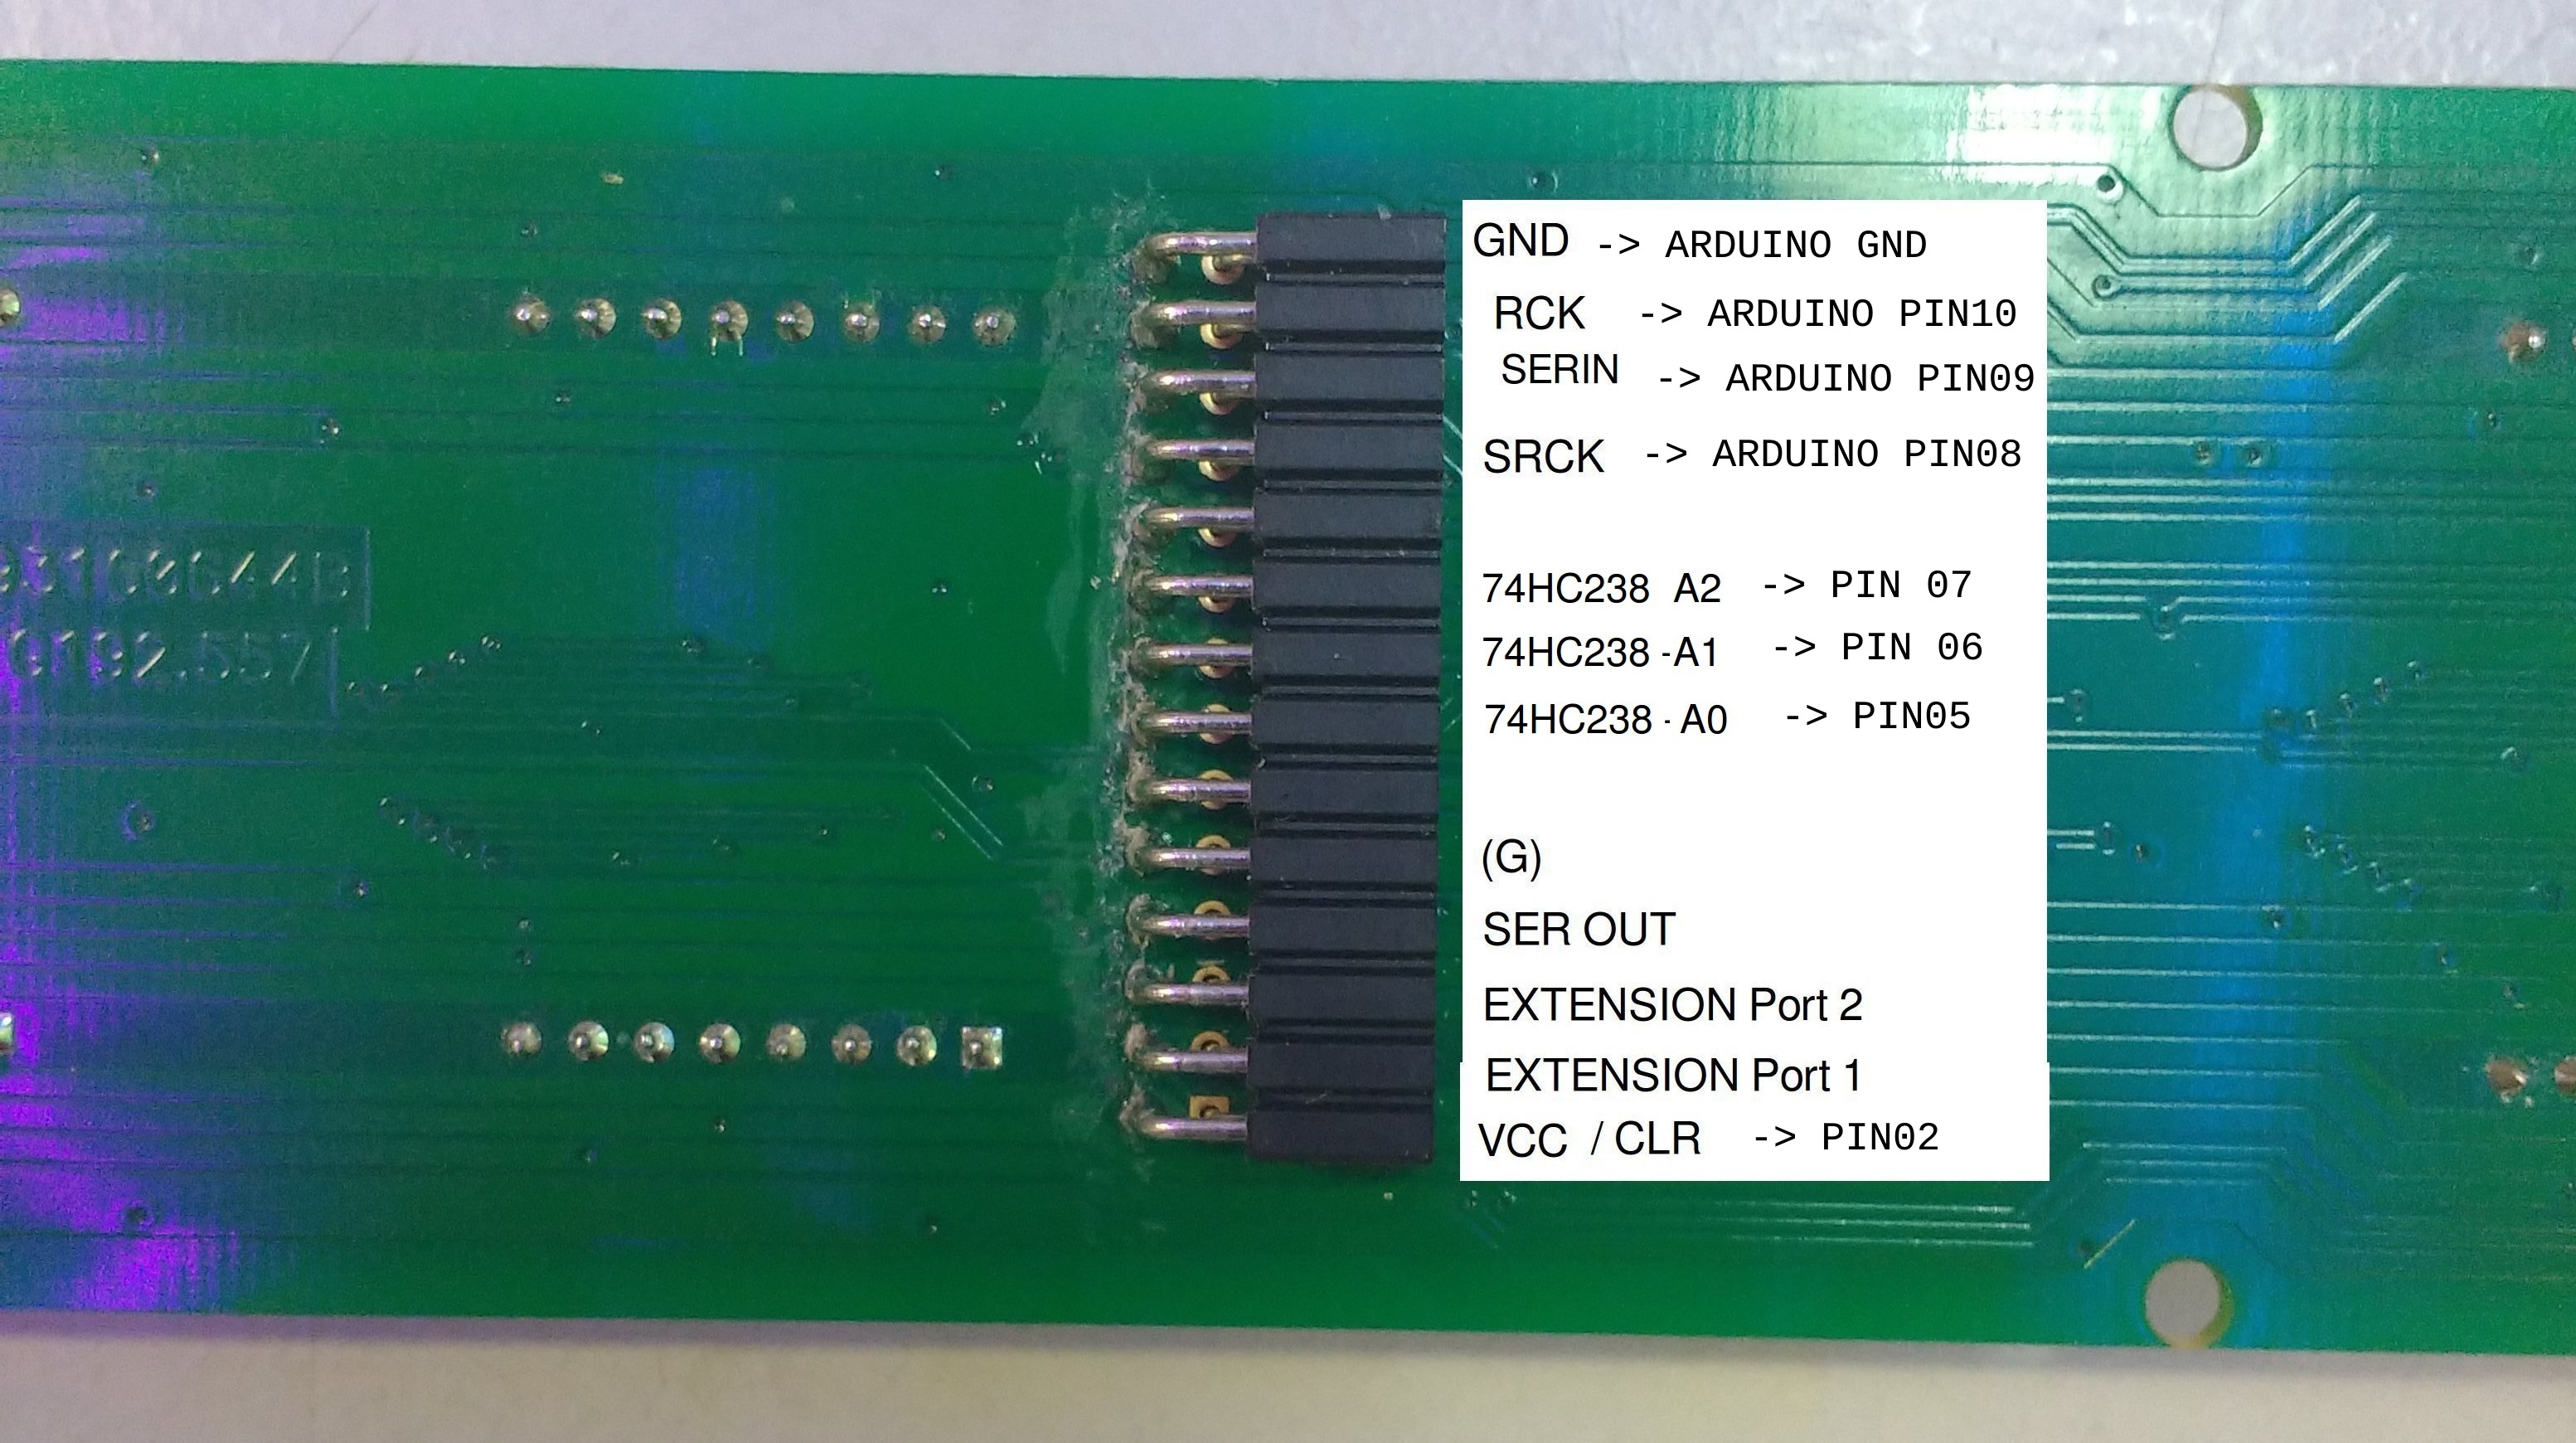 GND -> ARDUINO GND
RCK -> ARDUINO PIN10
SERIN -> ARDUINO PIN09
SRCK -> ARDUINO PIN08
74HC238 A2 -> PIN 07
74HC238 -A1 -> PIN 06
74HC238 - A0 -> PIN05
(G)
SER OUT
EXTENSION Port 2
EXTENSION Port 1
VCC / CLR -> PIN02